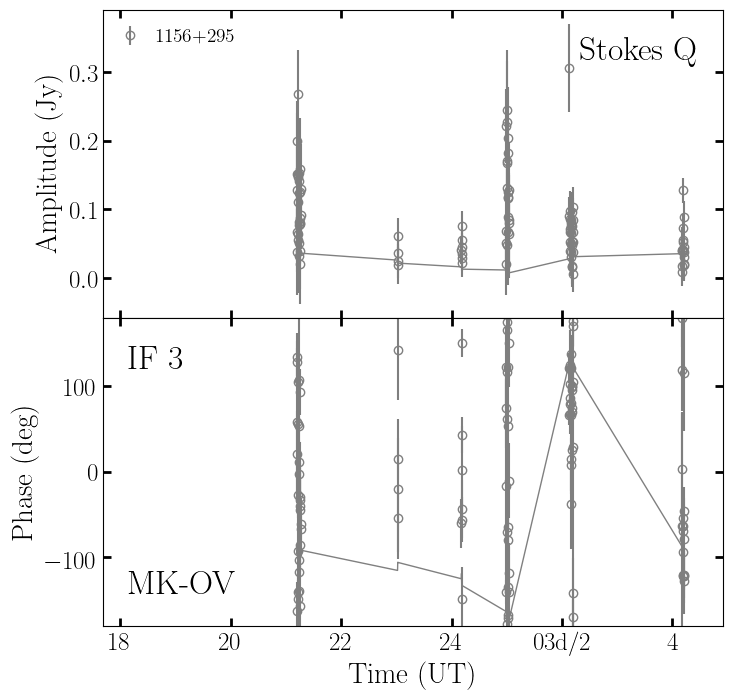 1156+295
Stokes Q
Amplitude (Jy)
0.3
0.2
0.1
0.0
IF 3
Phase (deg)
100
0
−100
MK-OV
18 20 22 24 03d/2 4
Time (UT)